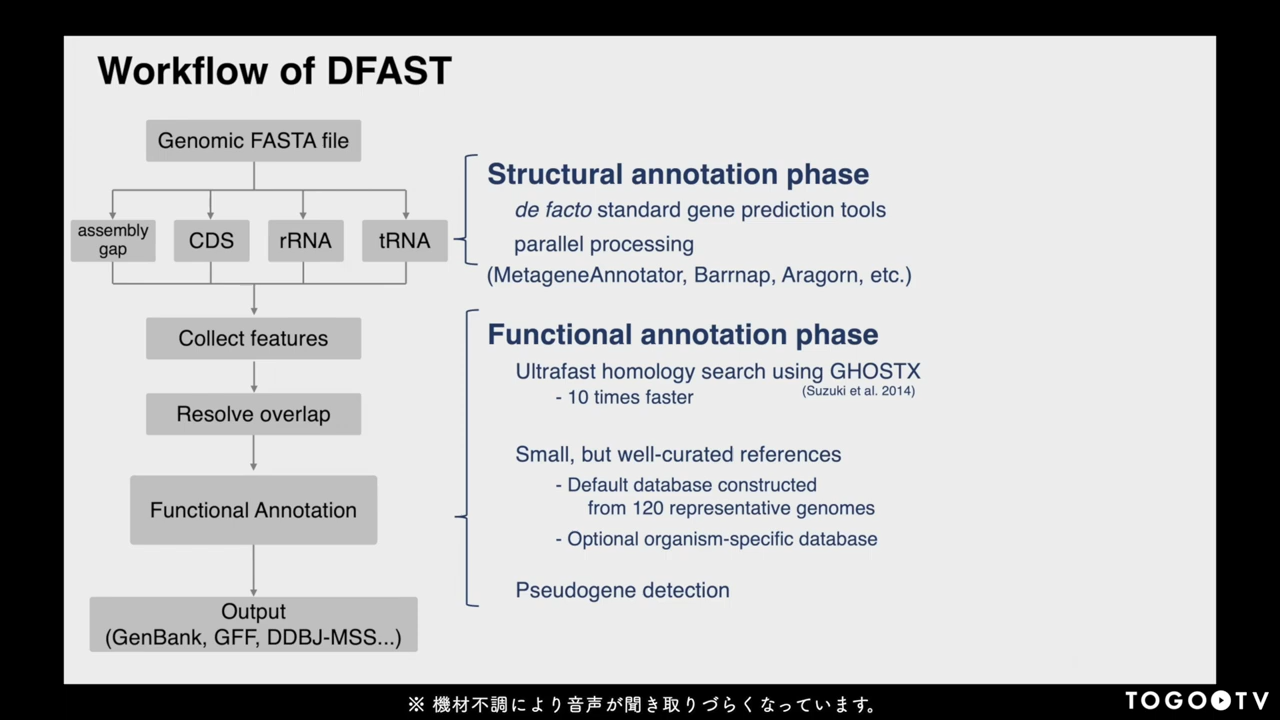 Workflow of DFAST
Genomic FASTA file
assembly
gap
CDS
rRNA
tRNA
Collect features
Resolve overlap
Functional Annotation
Output
(GenBank, GFF, DDBJ-MSS...)
Structural annotation phase
de facto standard gene prediction tools
parallel processing
(MetageneAnnotator, Barrnap, Aragorn, etc.)
Functional annotation phase
Ultrafast homology search using GHOSTX
(Suzuki et al. 2014)
- 10 times faster
Small, but well-curated references
- Default database constructed
from 120 representative genomes
- Optional organism-specific database
Pseudogene detection
※ 機材不調により音声が聞き取りづらくなっています。
TOGOTV